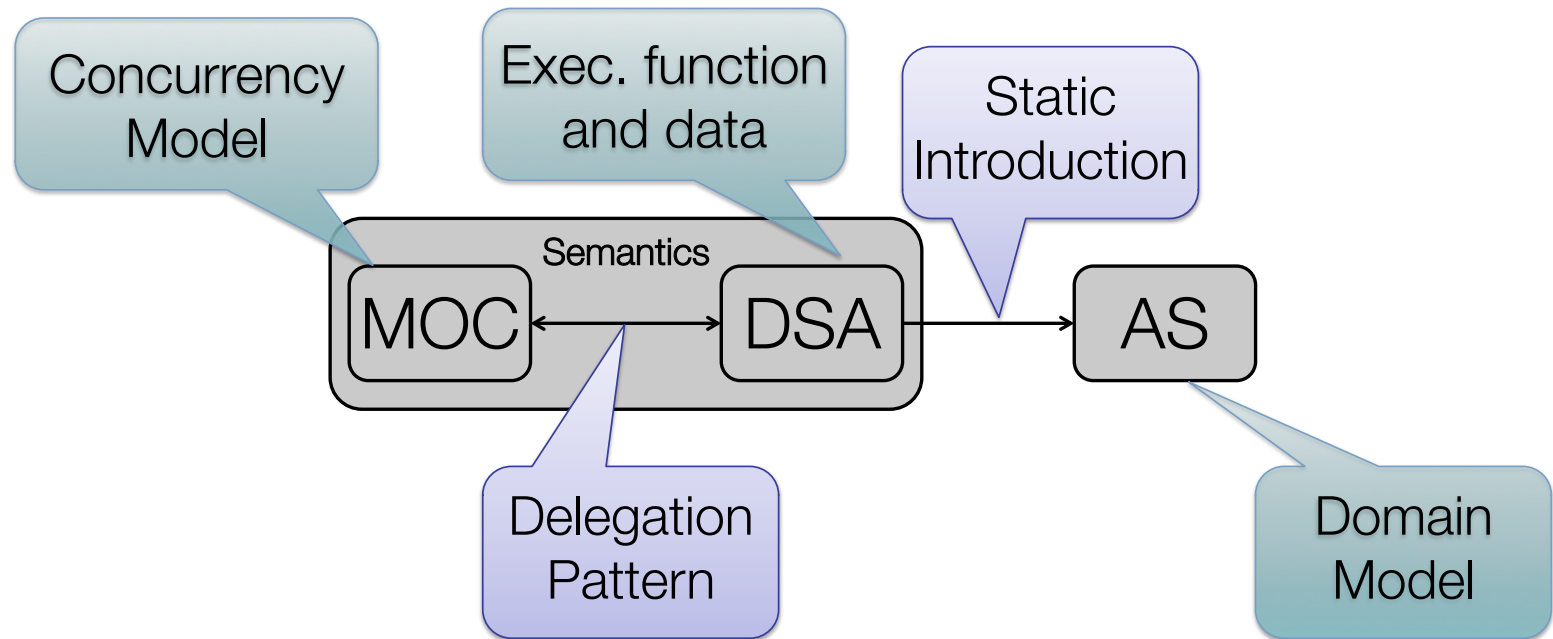 Concurrency
Model
Exec. function
and data
Static
Introduction
Semantics
MOC
DSA
AS
Delegation
Pattern
Domain
Model